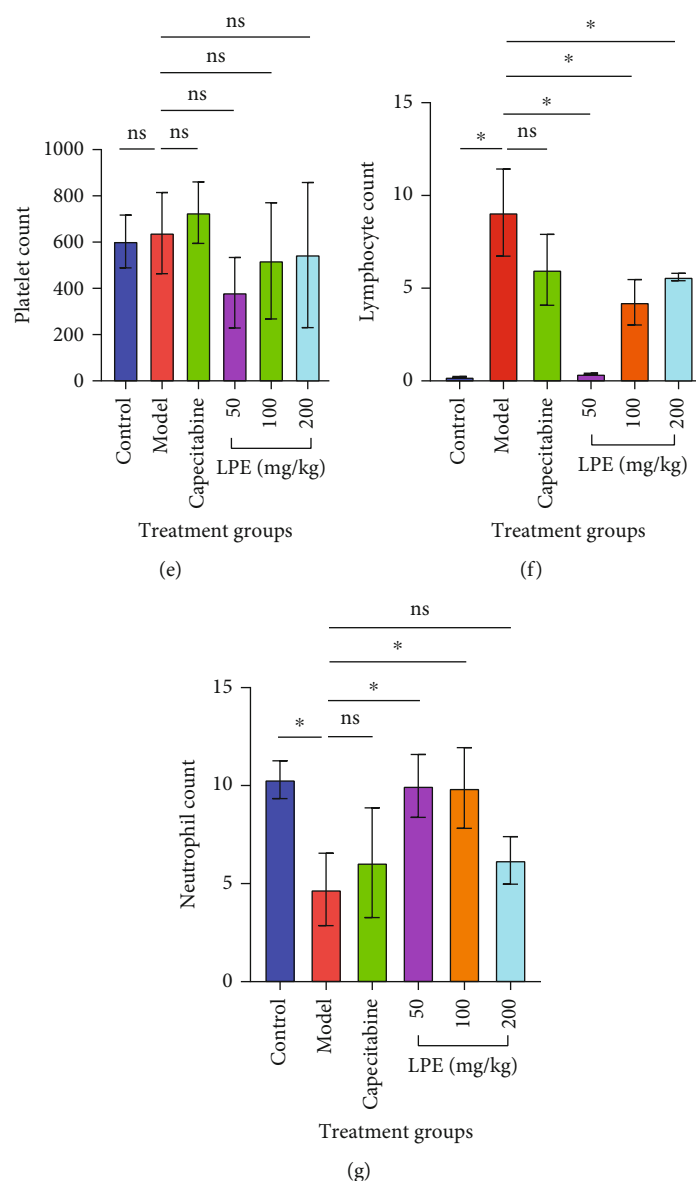 ns
ns
ns
ns
ns
1000
800
600
400
200
0
Platelet count
Control
Model
Capecitabine
50
100
200
LPE (mg/kg)
Treatment groups
(e)
*
*
*
*
ns
15
10
5
0
Lymphocyte count
Control
Model
Capecitabine
50
100
200
LPE (mg/kg)
Treatment groups
(f)
ns
*
*
*
ns
15
10
5
0
Neutrophil count
Control
Model
Capecitabine
50
100
200
LPE (mg/kg)
Treatment groups
(g)